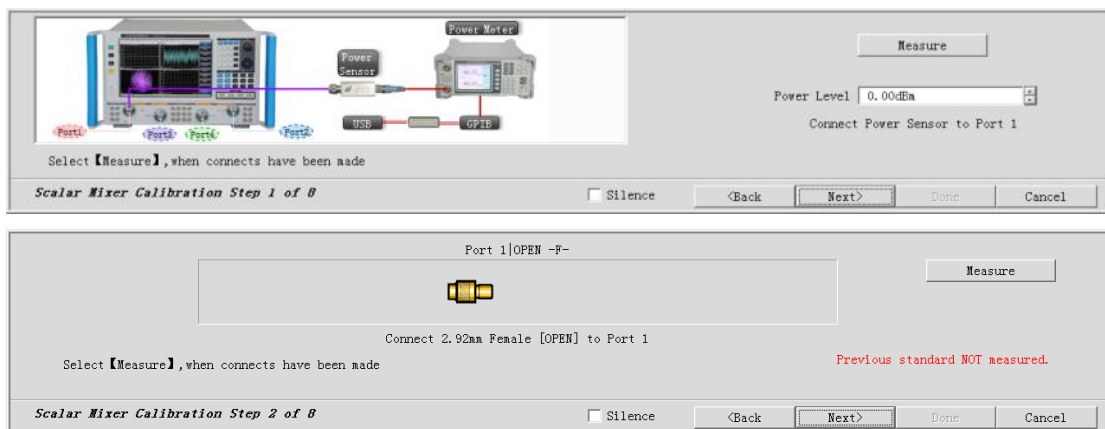 Power Meter
Power
Sensor
Measure
Power Level 0.00dBm
Connect Power Sensor to Port 1
USB
GPIB
Port1
Port3
Port4
Port2
Select【Measure】,when connects have been made
Scalar Mixer Calibration Step 1 of 8
Silence
<Back
Next>
Done
Cancel
Port 1|OPEN -F-
Measure
Connect 2.92mm Female [OPEN] to Port 1
Select【Measure】,when connects have been made
Previous standard NOT measured.
Scalar Mixer Calibration Step 2 of 8
Silence
<Back
Next>
Done
Cancel